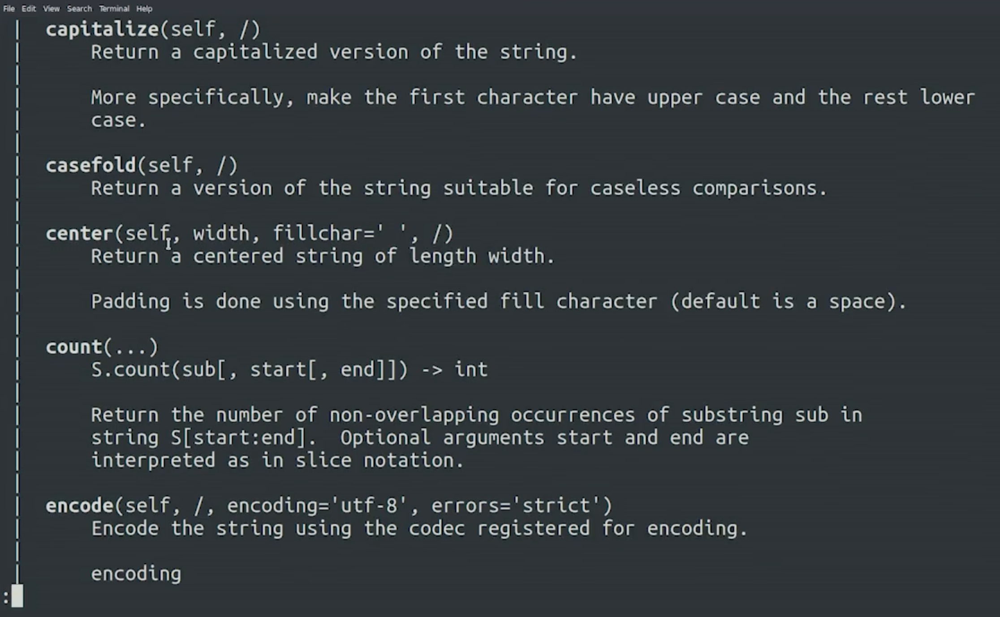 File Edit View Search Terminal Help
|  capitalize(self, /)
|      Return a capitalized version of the string.
|
|      More specifically, make the first character have upper case and the rest lower
|      case.
|
|  casefold(self, /)
|      Return a version of the string suitable for caseless comparisons.
|
|  center(self, width, fillchar=' ', /)
|      Return a centered string of length width.
|
|      Padding is done using the specified fill character (default is a space).
|
|  count(...)
|      S.count(sub[, start[, end]]) -> int
|
|      Return the number of non-overlapping occurrences of substring sub in
|      string S[start:end].  Optional arguments start and end are
|      interpreted as in slice notation.
|
|  encode(self, /, encoding='utf-8', errors='strict')
|      Encode the string using the codec registered for encoding.
|
|      encoding
: